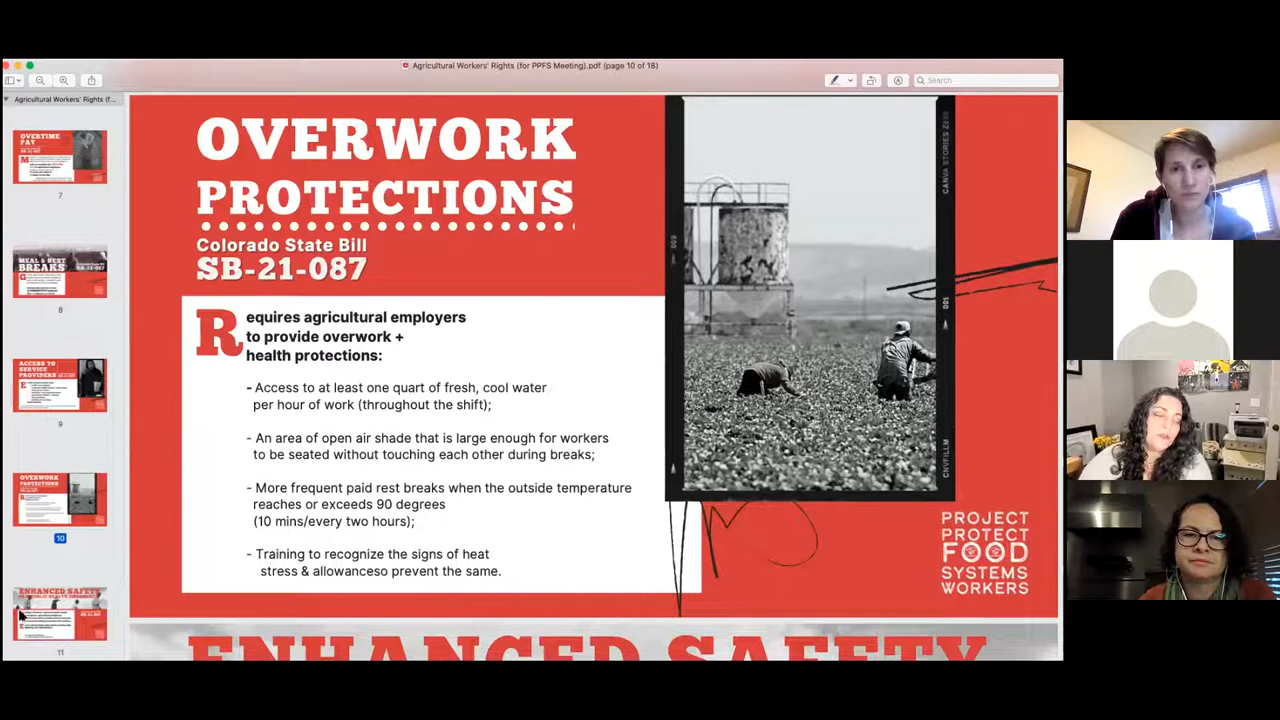 Agricultural Workers' Rights (for PPFS Meeting).pdf (page 10 of 18)
Search
Agricultural Workers' Rights (f...
OVERTIME
PAY
7
MEAL & REST
BREAKS
8
ACCESS TO
SERVICE
PROVIDERS
9
OVERWORK
PROTECTIONS
10
ENHANCED SAFETY
11
OVERWORK
PROTECTIONS
Colorado State Bill
SB-21-087
Requires agricultural employers
to provide overwork +
health protections:
- Access to at least one quart of fresh, cool water
per hour of work (throughout the shift);
- An area of open air shade that is large enough for workers
to be seated without touching each other during breaks;
- More frequent paid rest breaks when the outside temperature
reaches or exceeds 90 degrees
(10 mins/every two hours);
- Training to recognize the signs of heat
stress & allowanceso prevent the same.
CANVA STORIES
CNVFILLM
PROJECT
PROTECT
FOOD
SYSTEMS
WORKERS
ENHANCED SAFETY